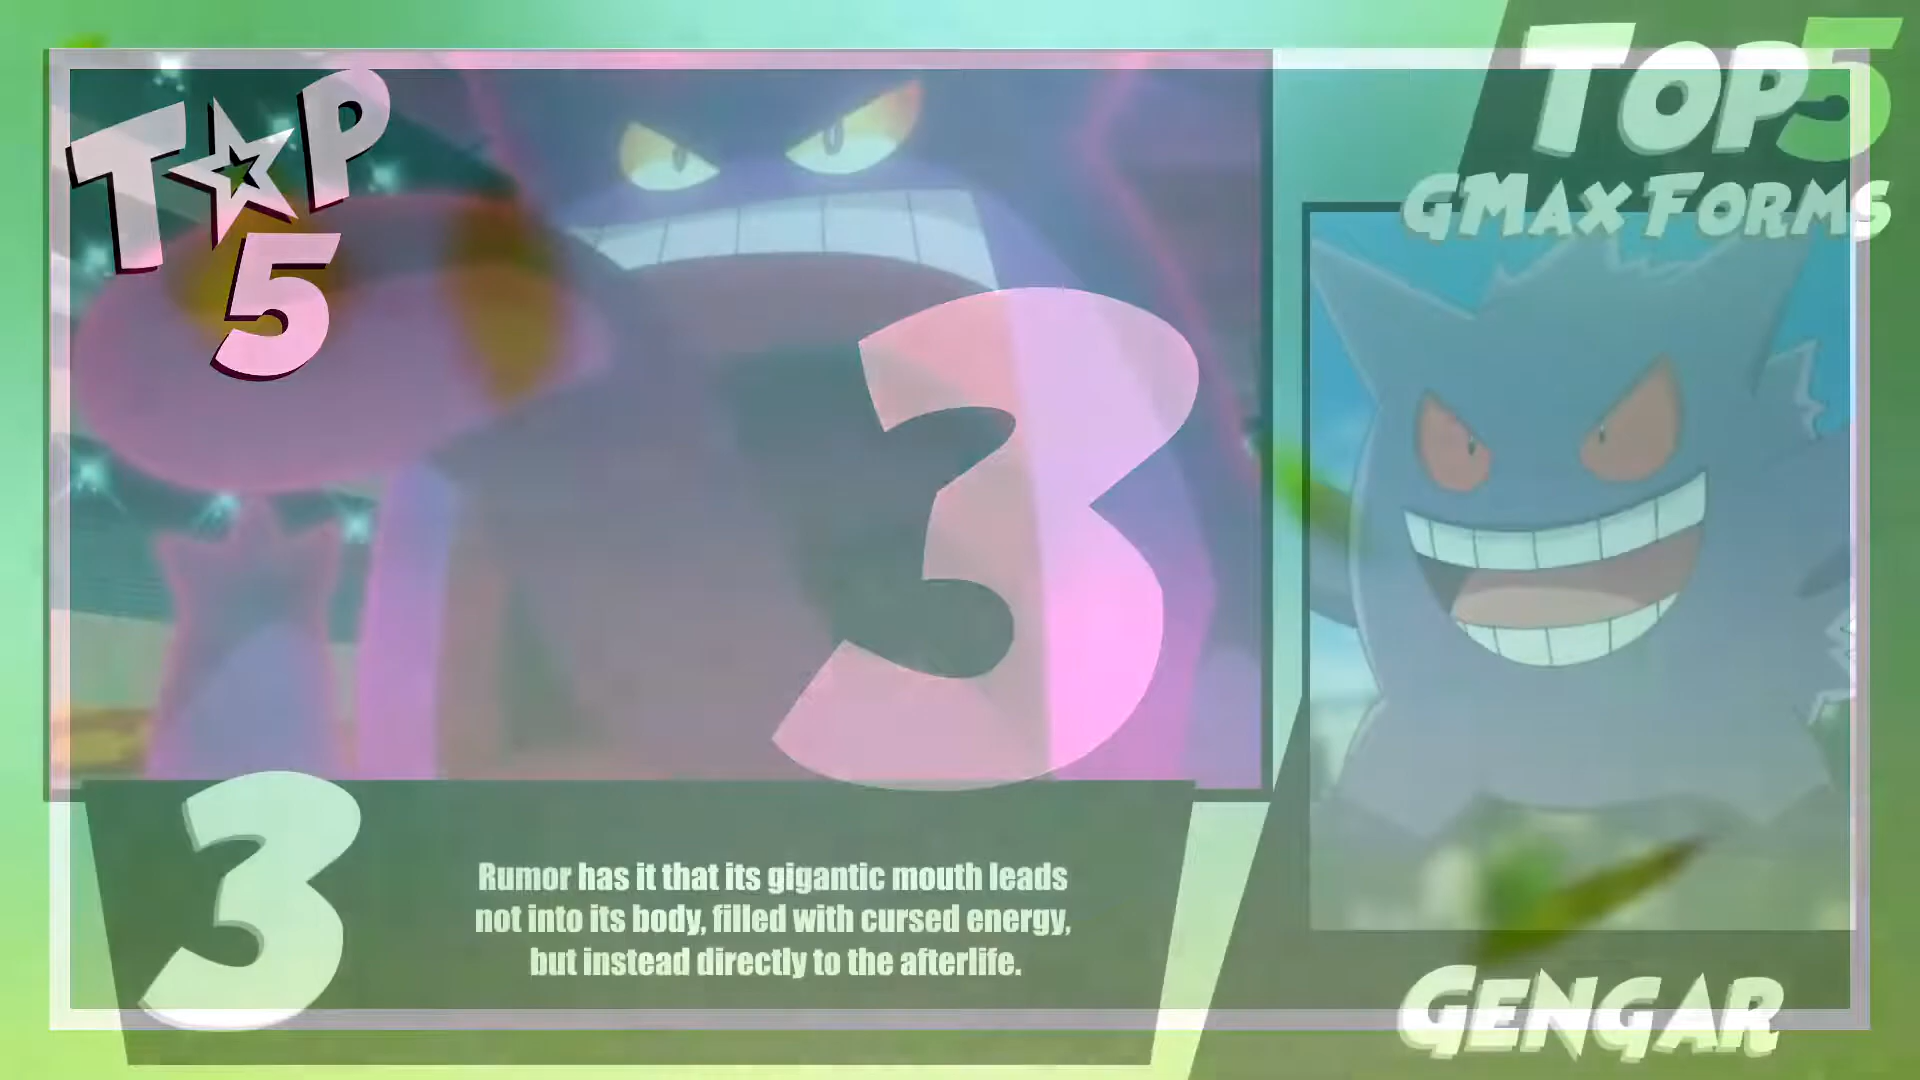 TOP
5
3
TOP5
GMAX FORMS
3
Rumor has it that its gigantic mouth leads
not into its body, filled with cursed energy,
but instead directly to the afterlife.
GENGAR